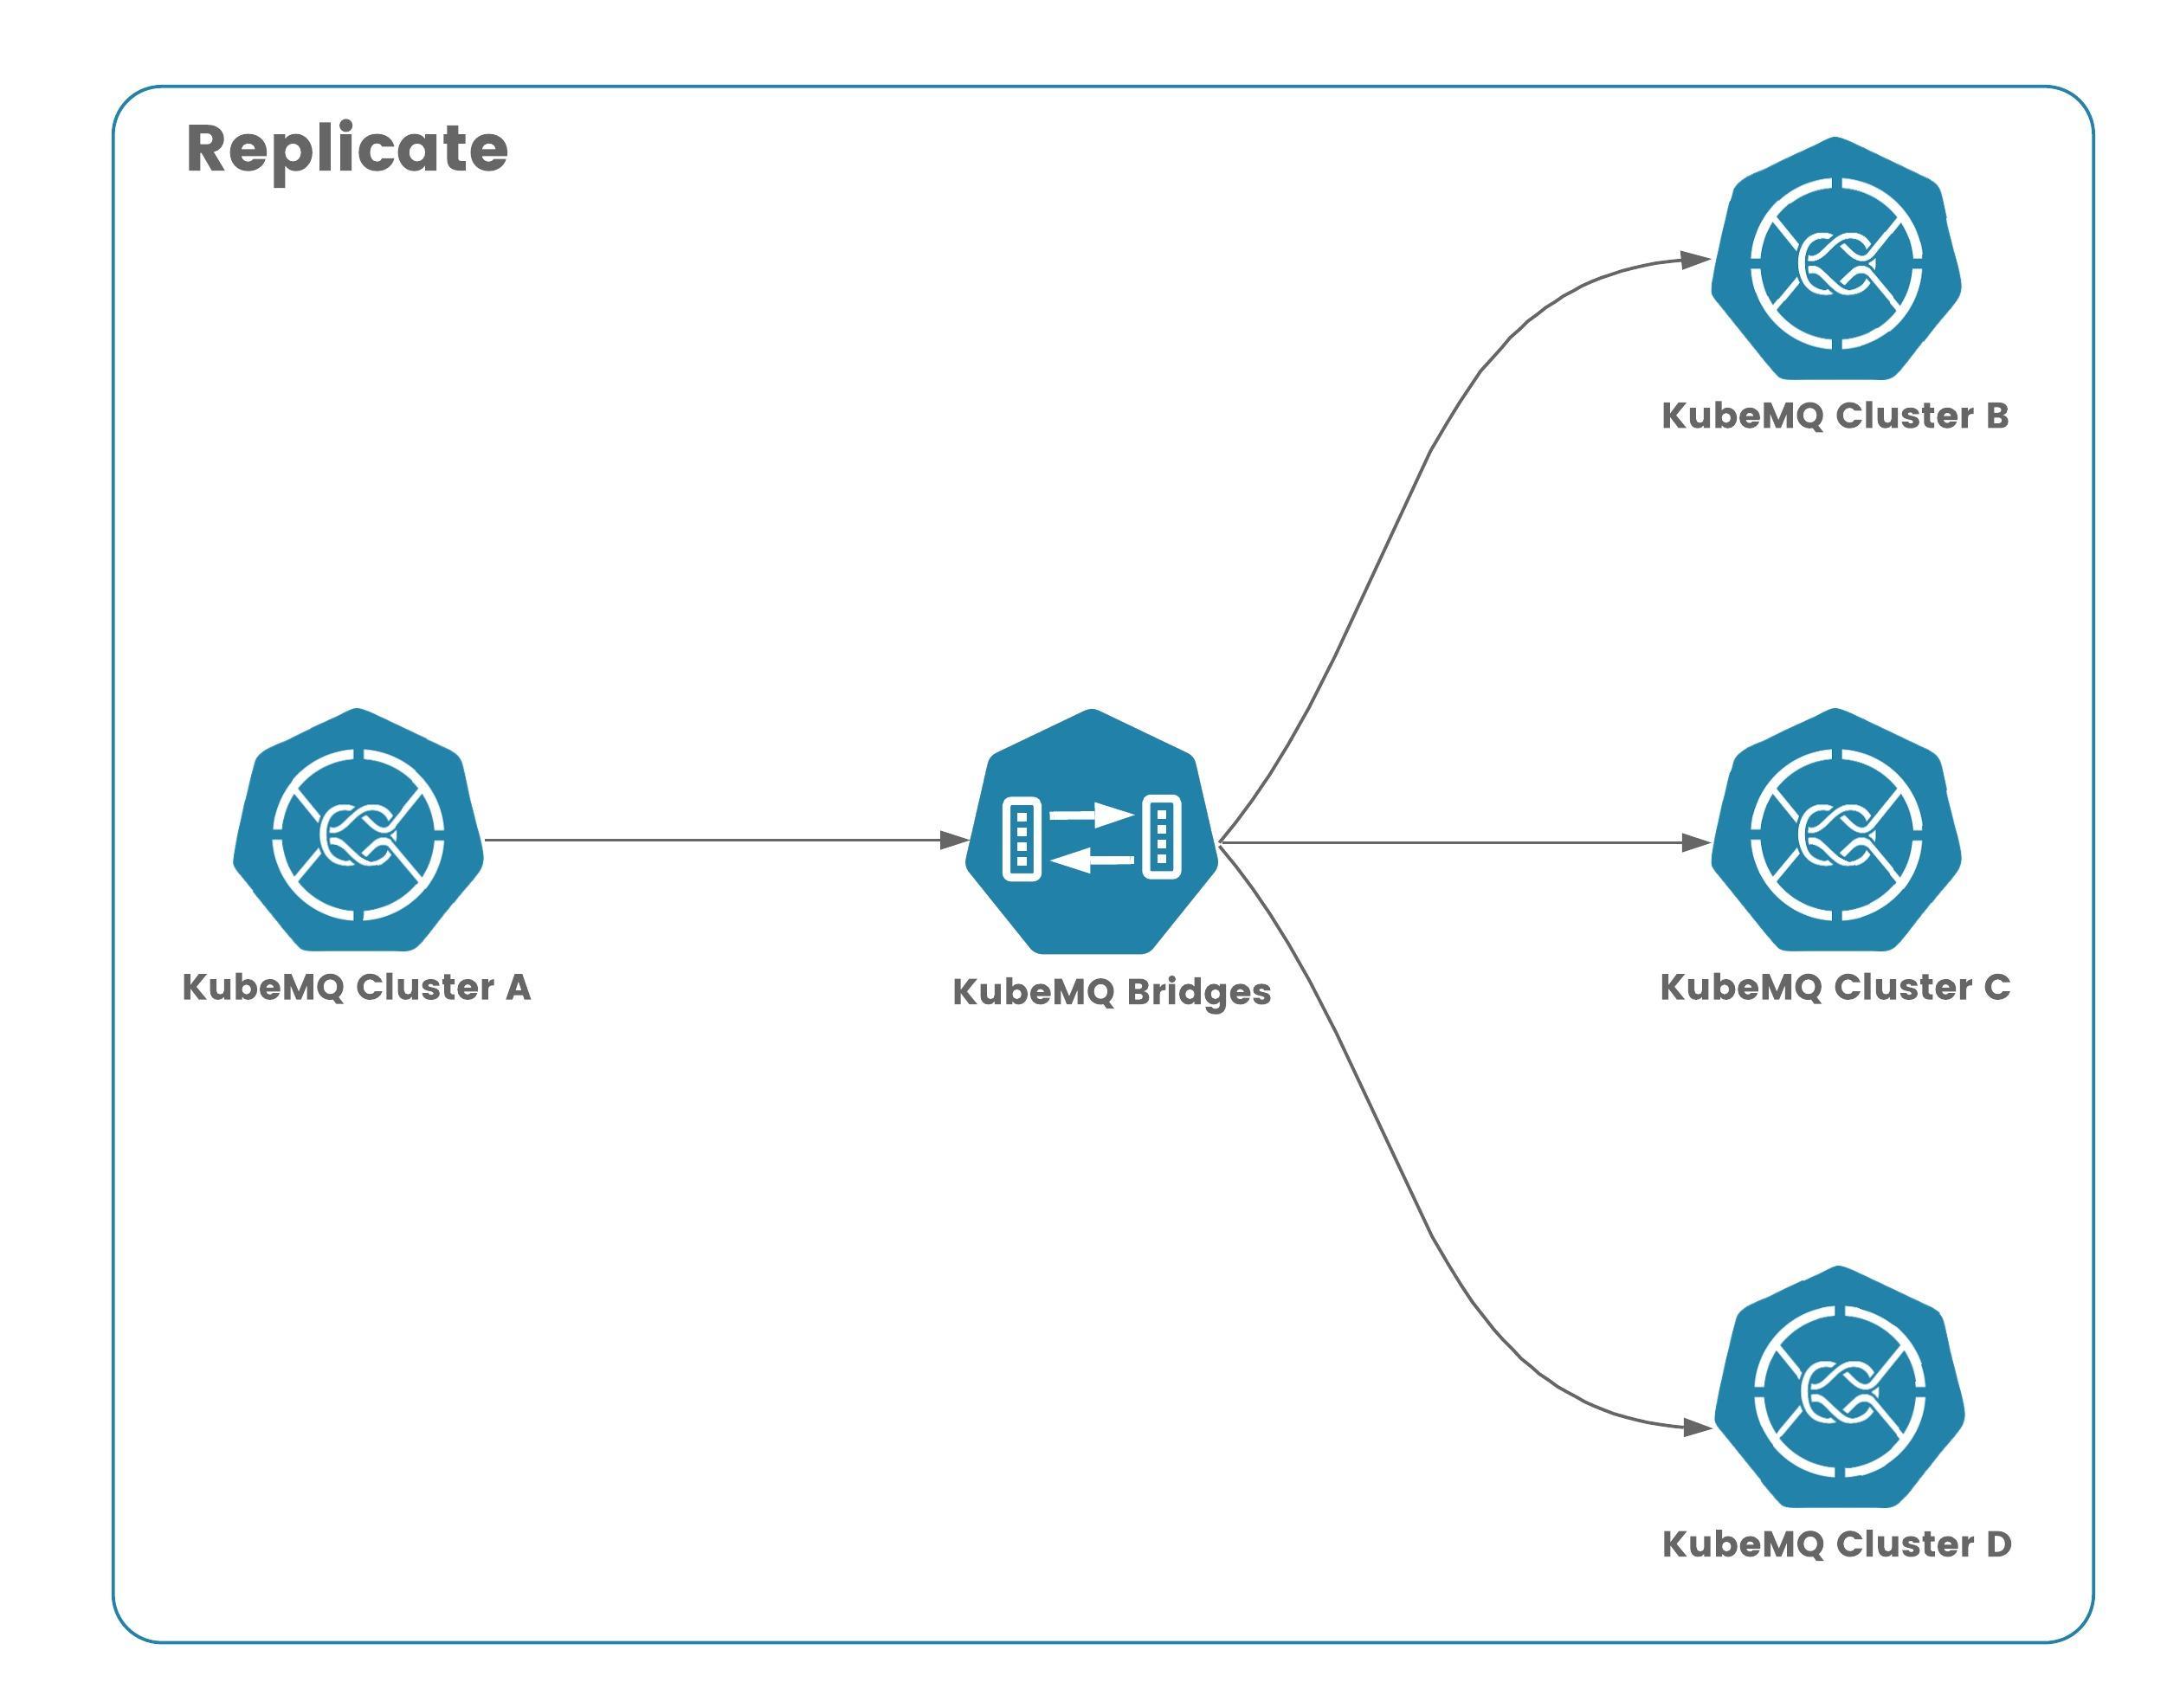 Replicate
KubeMQ Cluster B
KubeMQ Cluster A
KubeMQ Bridges
KubeMQ Cluster C
KubeMQ Cluster D